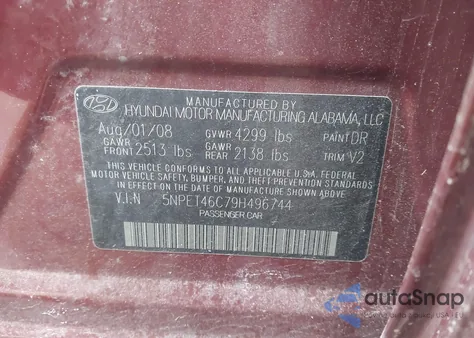 MANUFACTURED BY
HYUNDAI MOTOR MANUFACTURING ALABAMA, LLC
Aug/01/08 GVWR 4299 lbs PAINT DR
GAWR FRONT 2513 lbs GAWR REAR 2138 lbs TRIM V2
THIS VEHICLE CONFORMS TO ALL APPLICABLE U.S.A. FEDERAL
MOTOR VEHICLE SAFETY, BUMPER, AND THEFT PREVENTION STANDARDS
IN EFFECT ON THE DATE OF MANUFACTURE SHOWN ABOVE.
V.I.N 5NPET46C79H496744
PASSENGER CAR
autoSnap